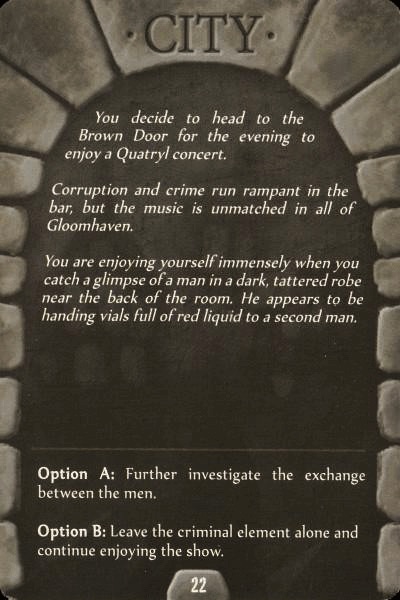 · CITY ·
You decide to head to the
Brown Door for the evening to
enjoy a Quatryl concert.
Corruption and crime run rampant in the
bar, but the music is unmatched in all of
Gloomhaven.
You are enjoying yourself immensely when you
catch a glimpse of a man in a dark, tattered robe
near the back of the room. He appears to be
handing vials full of red liquid to a second man.
Option A: Further investigate the exchange
between the men.
Option B: Leave the criminal element alone and
continue enjoying the show.
22